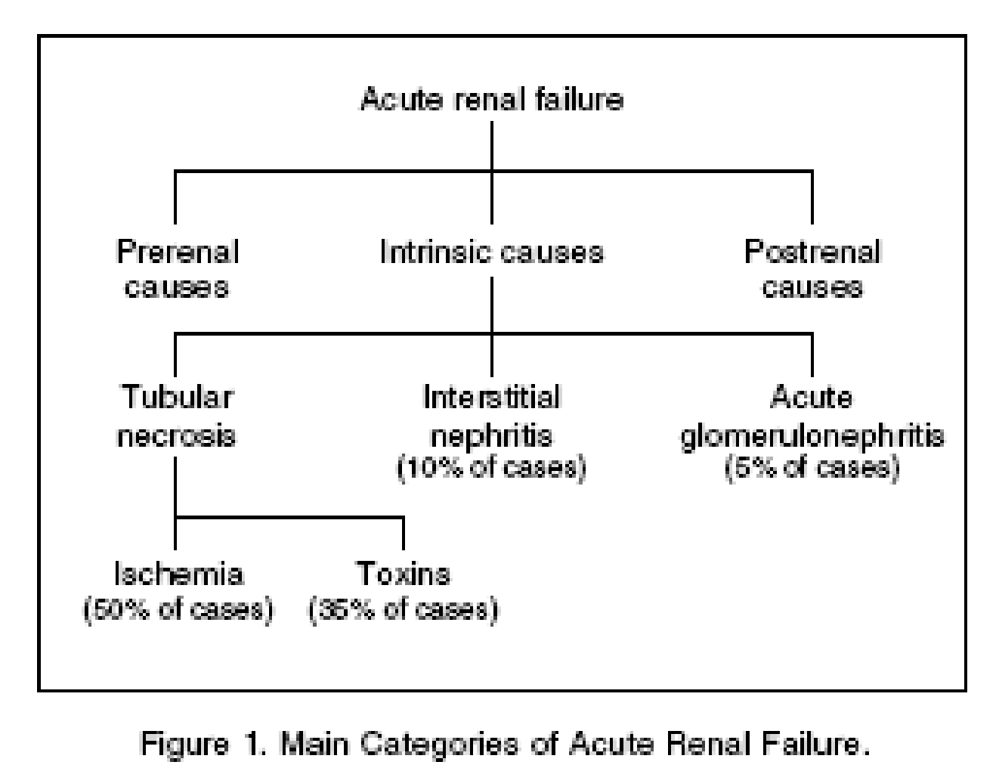 Acute renal failure
Prerenal
causes
Intrinsic causes
Postrenal
causes
Tubular
necrosis
Interstitial
nephritis
(10% of cases)
Acute
glomerulonephritis
(5% of cases)
Ischemia
(50% of cases)
Toxins
(35% of cases)
Figure 1. Main Categories of Acute Renal Failure.